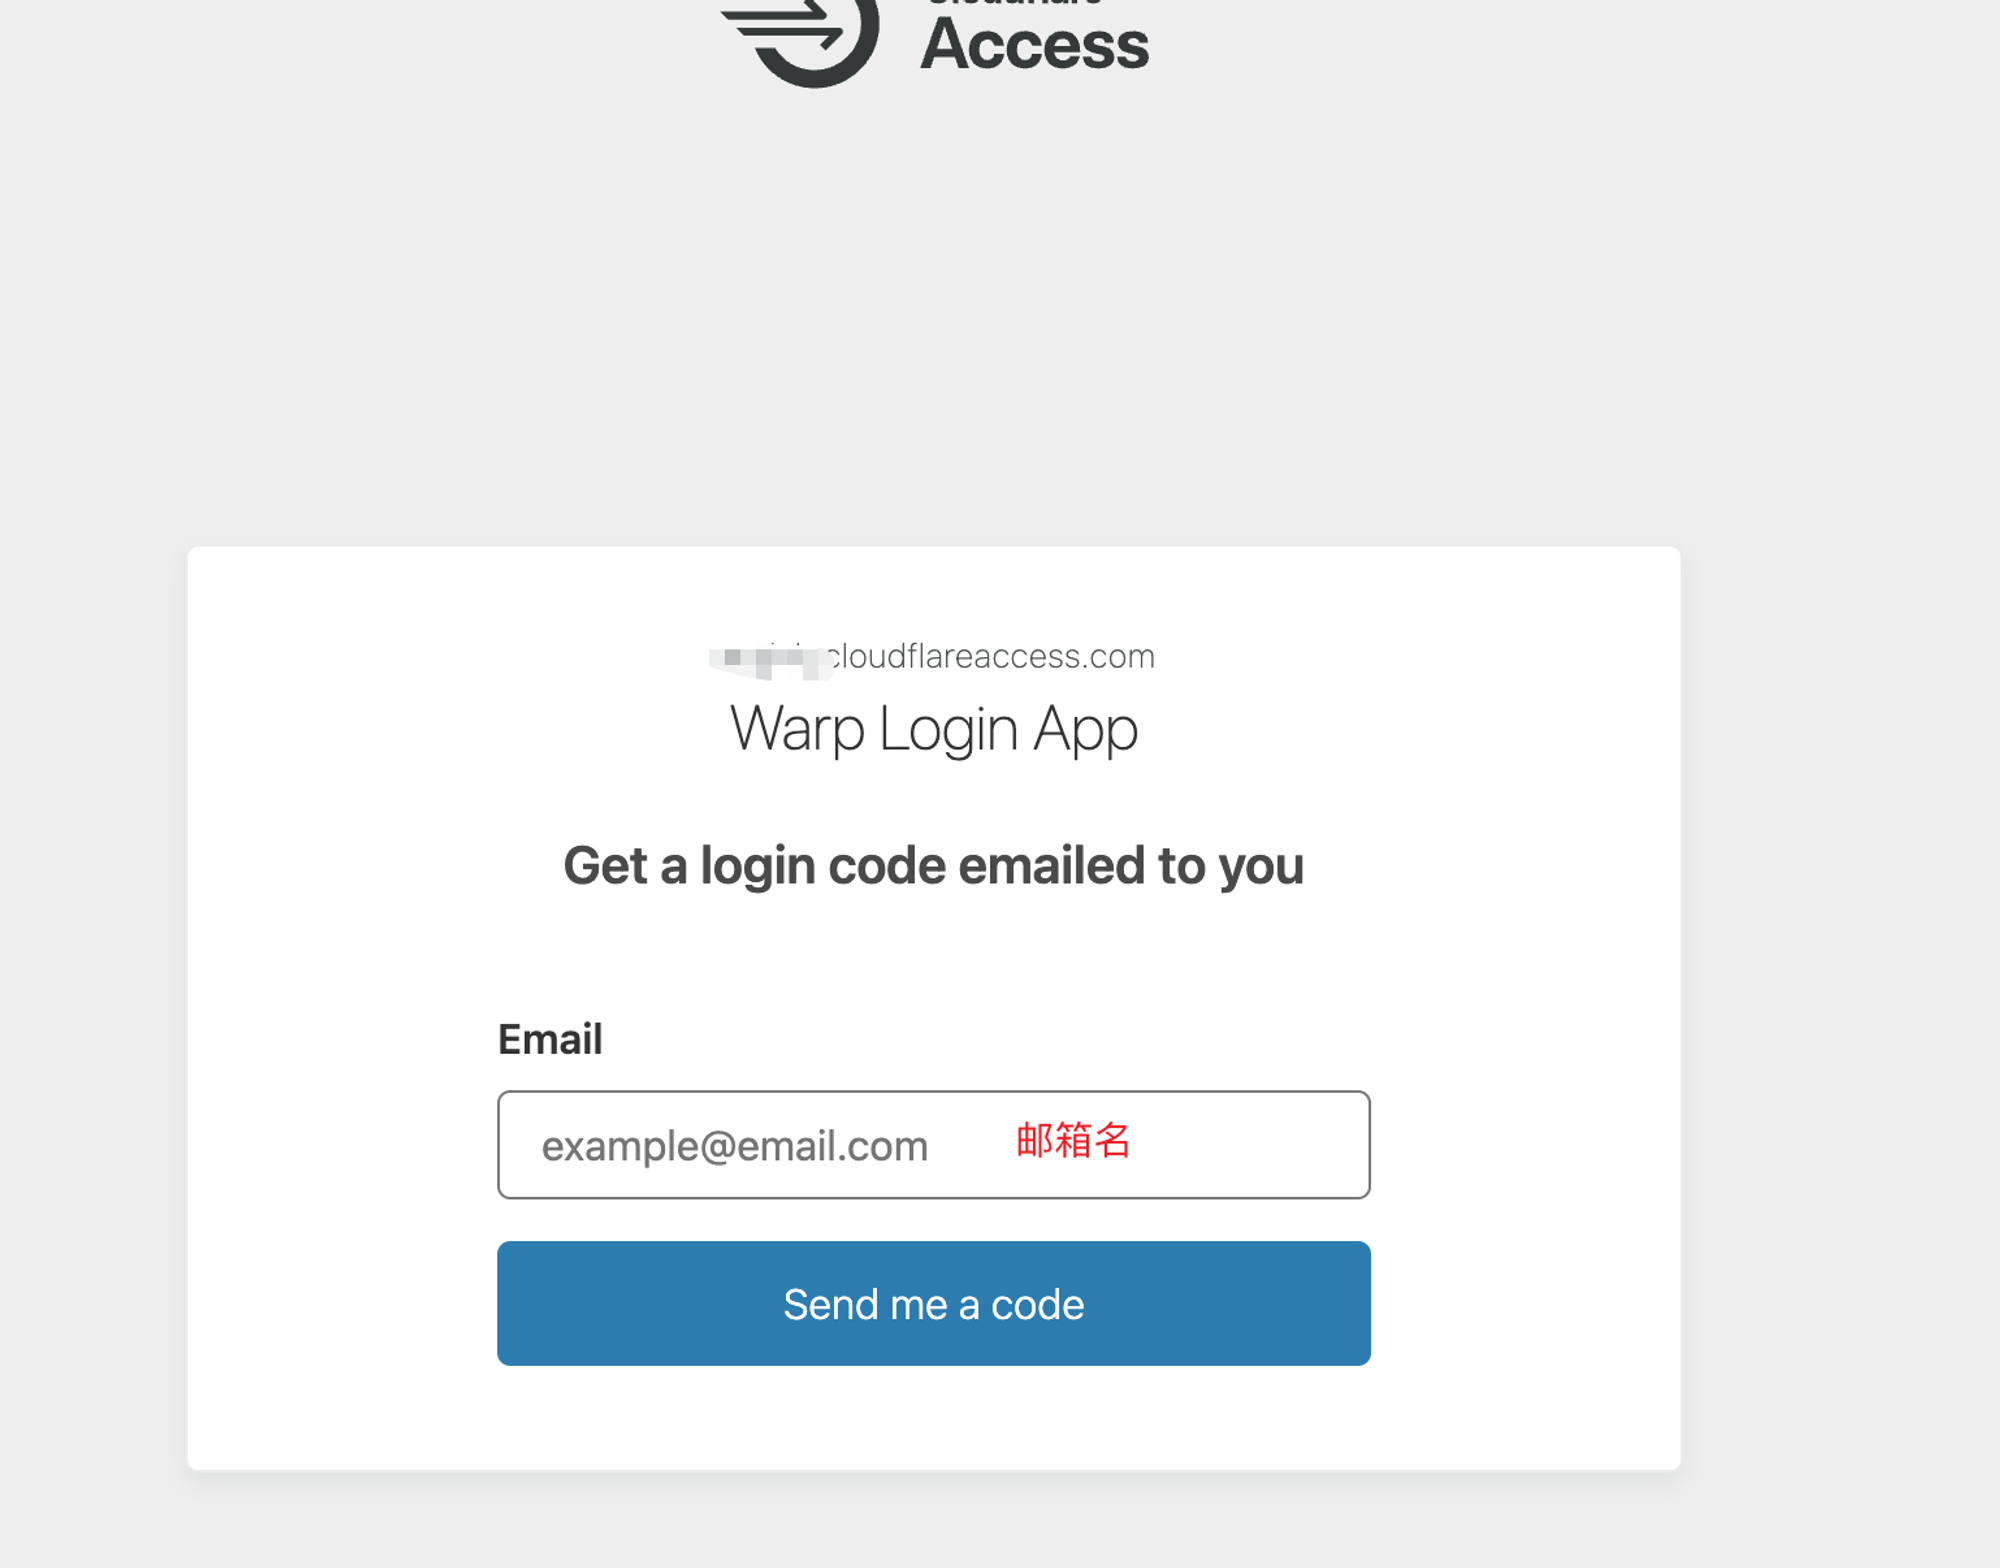 Access
cloudflareaccess.com
Warp Login App
Get a login code emailed to you
Email
example@email.com 邮箱名
Send me a code